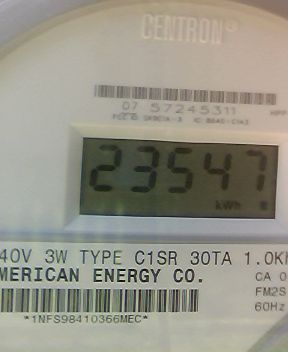 CENTRON®
07 57245311
23547
kWh
40V 3W TYPE C1SR 30TA 1.0K
MERICAN ENERGY CO.
CA 0
FM2S
60Hz
*1NFS98410366MEC*